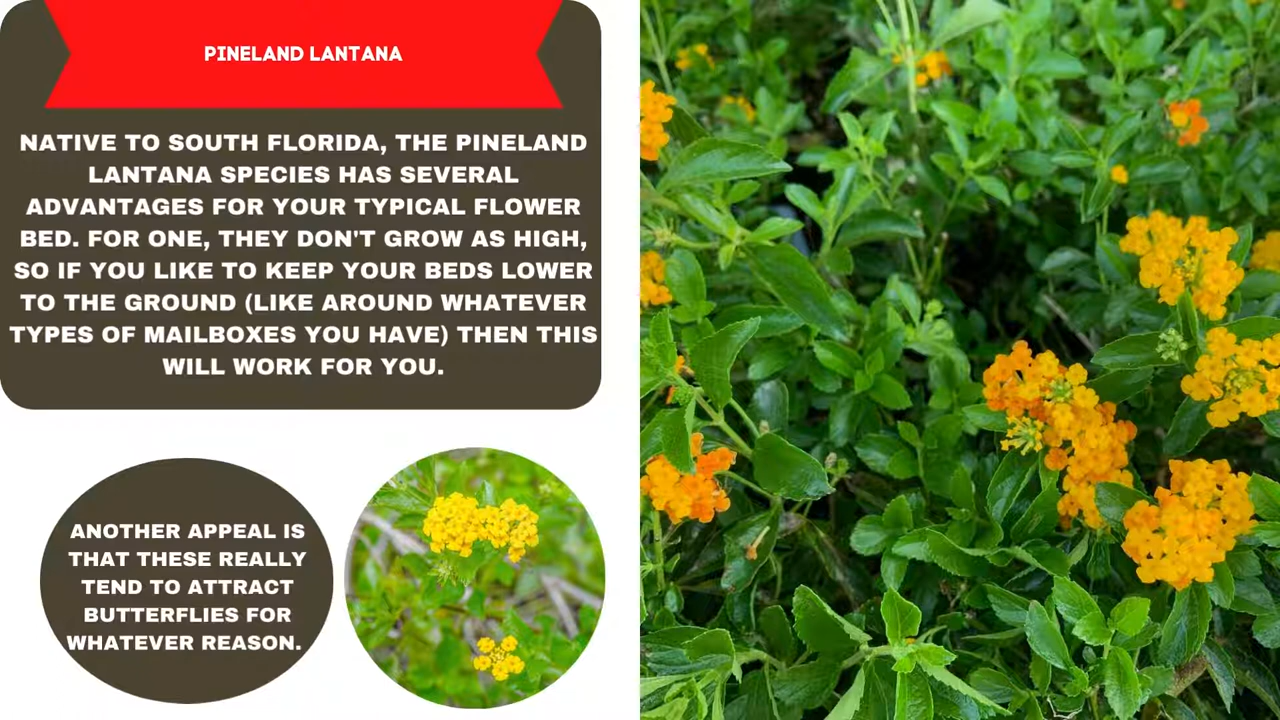 PINELAND LANTANA
NATIVE TO SOUTH FLORIDA, THE PINELAND
LANTANA SPECIES HAS SEVERAL
ADVANTAGES FOR YOUR TYPICAL FLOWER
BED. FOR ONE, THEY DON'T GROW AS HIGH,
SO IF YOU LIKE TO KEEP YOUR BEDS LOWER
TO THE GROUND (LIKE AROUND WHATEVER
TYPES OF MAILBOXES YOU HAVE) THEN THIS
WILL WORK FOR YOU.
ANOTHER APPEAL IS
THAT THESE REALLY
TEND TO ATTRACT
BUTTERFLIES FOR
WHATEVER REASON.